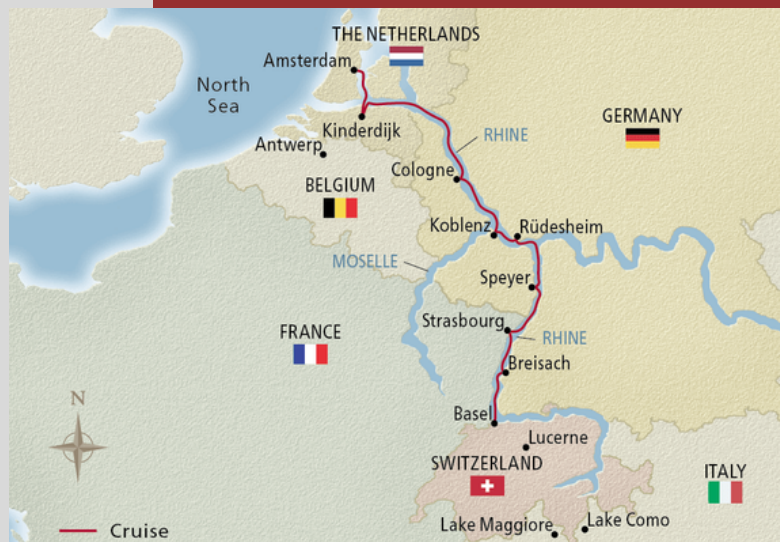 THE NETHERLANDS
Amsterdam
North
Sea
GERMANY
Kinderdijk
RHINE
Antwerp
Cologne
BELGIUM
Koblenz
Rüdesheim
MOSELLE
Speyer
Strasbourg
FRANCE
RHINE
Breisach
N
Basel
Lucerne
SWITZERLAND
ITALY
Lake Maggiore
Lake Como
Cruise